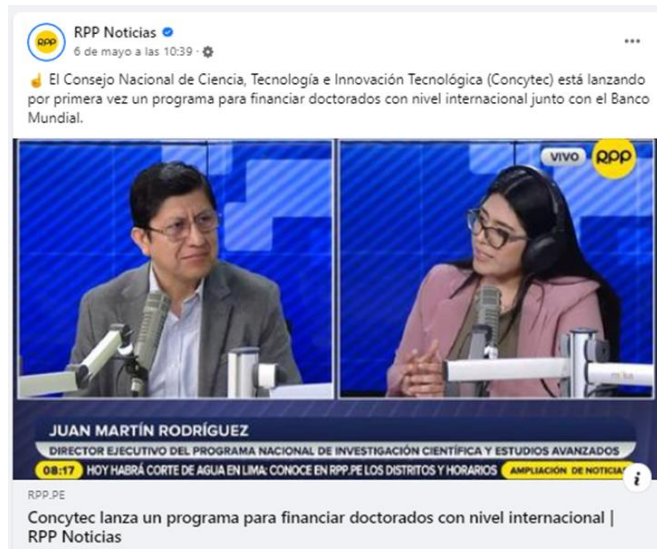 RPP Noticias
6 de mayo a las 10:39 ·
☝ El Consejo Nacional de Ciencia, Tecnología e Innovación Tecnológica (Concytec) está lanzando
por primera vez un programa para financiar doctorados con nivel internacional junto con el Banco
Mundial.
VIVO RPP
JUAN MARTÍN RODRÍGUEZ
DIRECTOR EJECUTIVO DEL PROGRAMA NACIONAL DE INVESTIGACIÓN CIENTÍFICA Y ESTUDIOS AVANZADOS
08:17 HOY HABRÁ CORTE DE AGUA EN LIMA: CONOCE EN RPP.PE LOS DISTRITOS Y HORARIOS AMPLIACIÓN DE NOTICIA
RPP.PE
Concytec lanza un programa para financiar doctorados con nivel internacional |
RPP Noticias